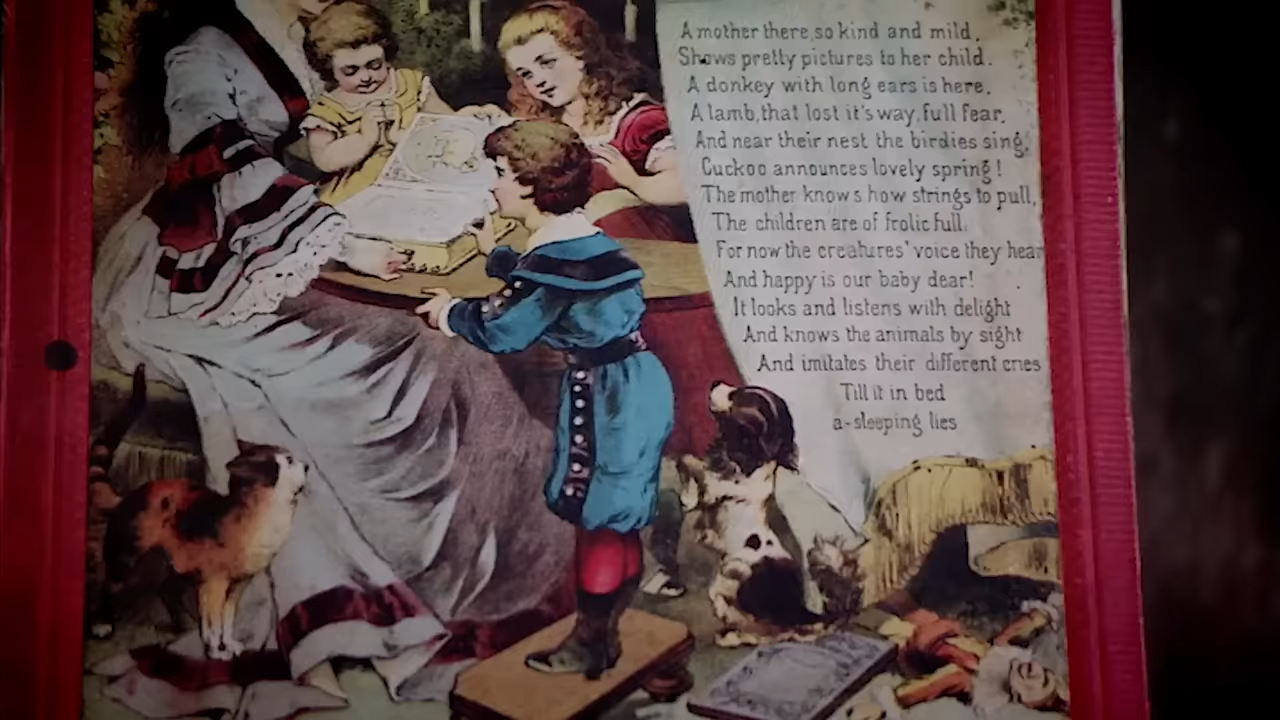 A mother there, so kind and mild,
Shows pretty pictures to her child.
A donkey with long ears is here,
A lamb, that lost it's way, full fear,
And near their nest the birdies sing,
Cuckoo announces lovely spring!
The mother knows how strings to pull,
The children are of frolic full.
For now the creatures' voice they hear
And happy is our baby dear!
It looks and listens with delight
And knows the animals by sight
And imitates their different cries
Till it in bed
a-sleeping lies